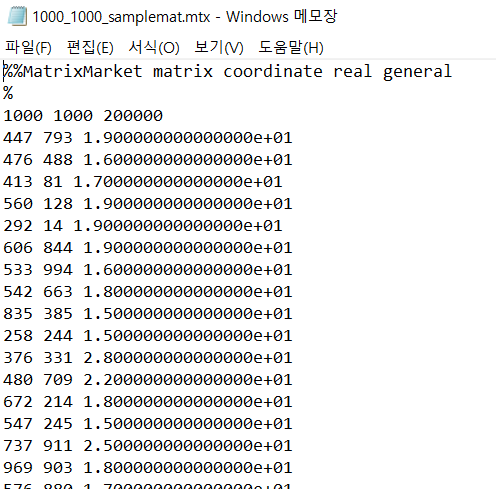 1000_1000_samplemat.mtx - Windows 메모장
파일(F) 편집(E) 서식(O) 보기(V) 도움말(H)
%%MatrixMarket matrix coordinate real general
%
1000 1000 200000
447 793 1.900000000000000e+01
476 488 1.600000000000000e+01
413 81 1.700000000000000e+01
560 128 1.900000000000000e+01
292 14 1.900000000000000e+01
606 844 1.900000000000000e+01
533 994 1.600000000000000e+01
542 663 1.800000000000000e+01
835 385 1.500000000000000e+01
258 244 1.500000000000000e+01
376 331 2.800000000000000e+01
480 709 2.200000000000000e+01
672 214 1.800000000000000e+01
547 245 1.500000000000000e+01
737 911 2.500000000000000e+01
969 903 1.800000000000000e+01
576 880 1.700000000000000e+01